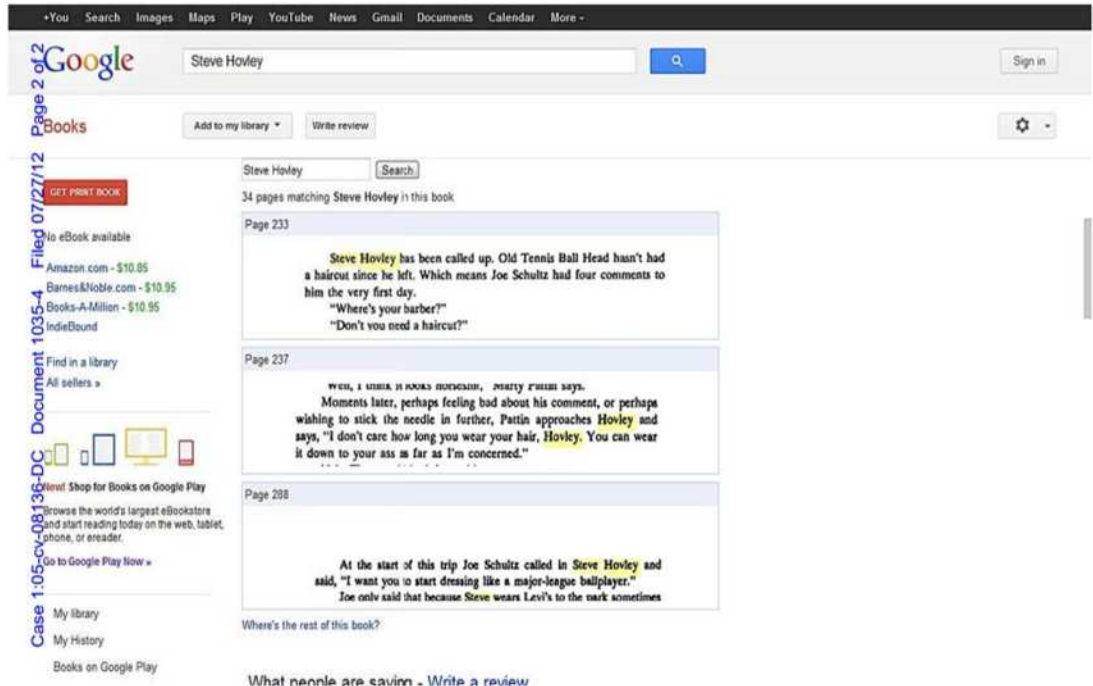 +You Search Images Maps Play YouTube News Gmail Documents Calendar More
Google
Steve Hovley
Sign in
Books
Add to my library
Write review
Case 1:05-cv-08136-DC Document 1035-4 Filed 07/27/12 Page 2 of 2
GET PRINT BOOK
No eBook available
Amazon.com - $10.85
Barnes&Noble.com - $10.95
Books-A-Million - $10.95
IndieBound
Find in a library
All sellers »
New! Shop for Books on Google Play
Browse the world's largest eBookstore
and start reading today on the web, tablet,
phone, or ereader.
Go to Google Play Now »
My library
My History
Books on Google Play
Steve Hovley
Search
34 pages matching Steve Hovley in this book
Page 233
Steve Hovley has been called up. Old Tennis Ball Head hasn't had
a haircut since he left. Which means Joe Schultz had four comments to
him the very first day.
"Where's your barber?"
"Don't you need a haircut?"
Page 237
Well, I think it looks Marty Pattin says.
Moments later, perhaps feeling bad about his comment, or perhaps
wishing to stick the needle in further, Pattin approaches Hovley and
says, "I don't care how long you wear your hair, Hovley. You can wear
it down to your ass as far as I'm concerned."
Page 288
At the start of this trip Joe Schultz called in Steve Hovley and
said, "I want you to start dressing like a major-league ballplayer."
Joe only said that because Steve wears Levi's to the park sometimes
Where's the rest of this book?
What people are saying - Write a review